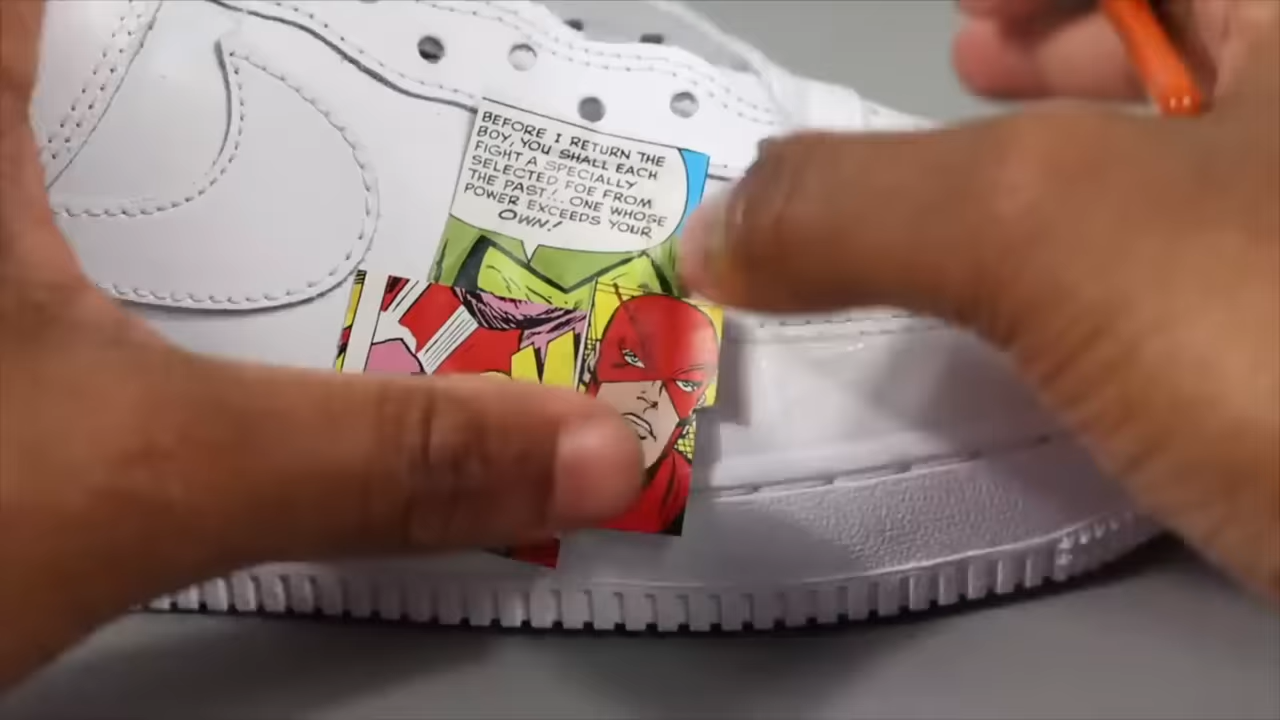 BEFORE I RETURN THE
BOY, YOU SHALL EACH
FIGHT A SPECIALLY
SELECTED FOE FROM
THE PAST!.. ONE WHOSE
POWER EXCEEDS YOUR
OWN!